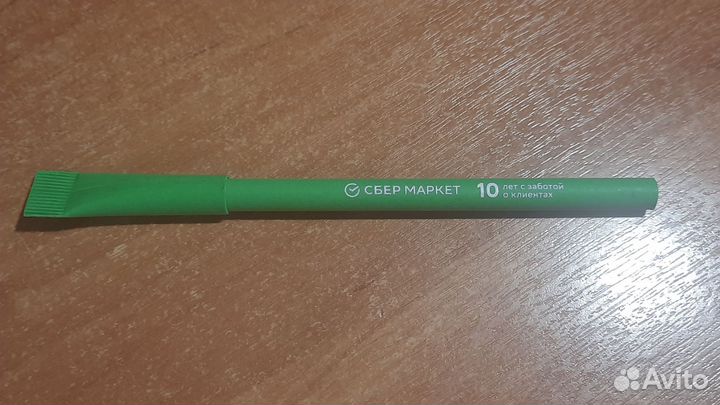 СБЕР МАРКЕТ
10 лет с заботой
о клиентах
Avito